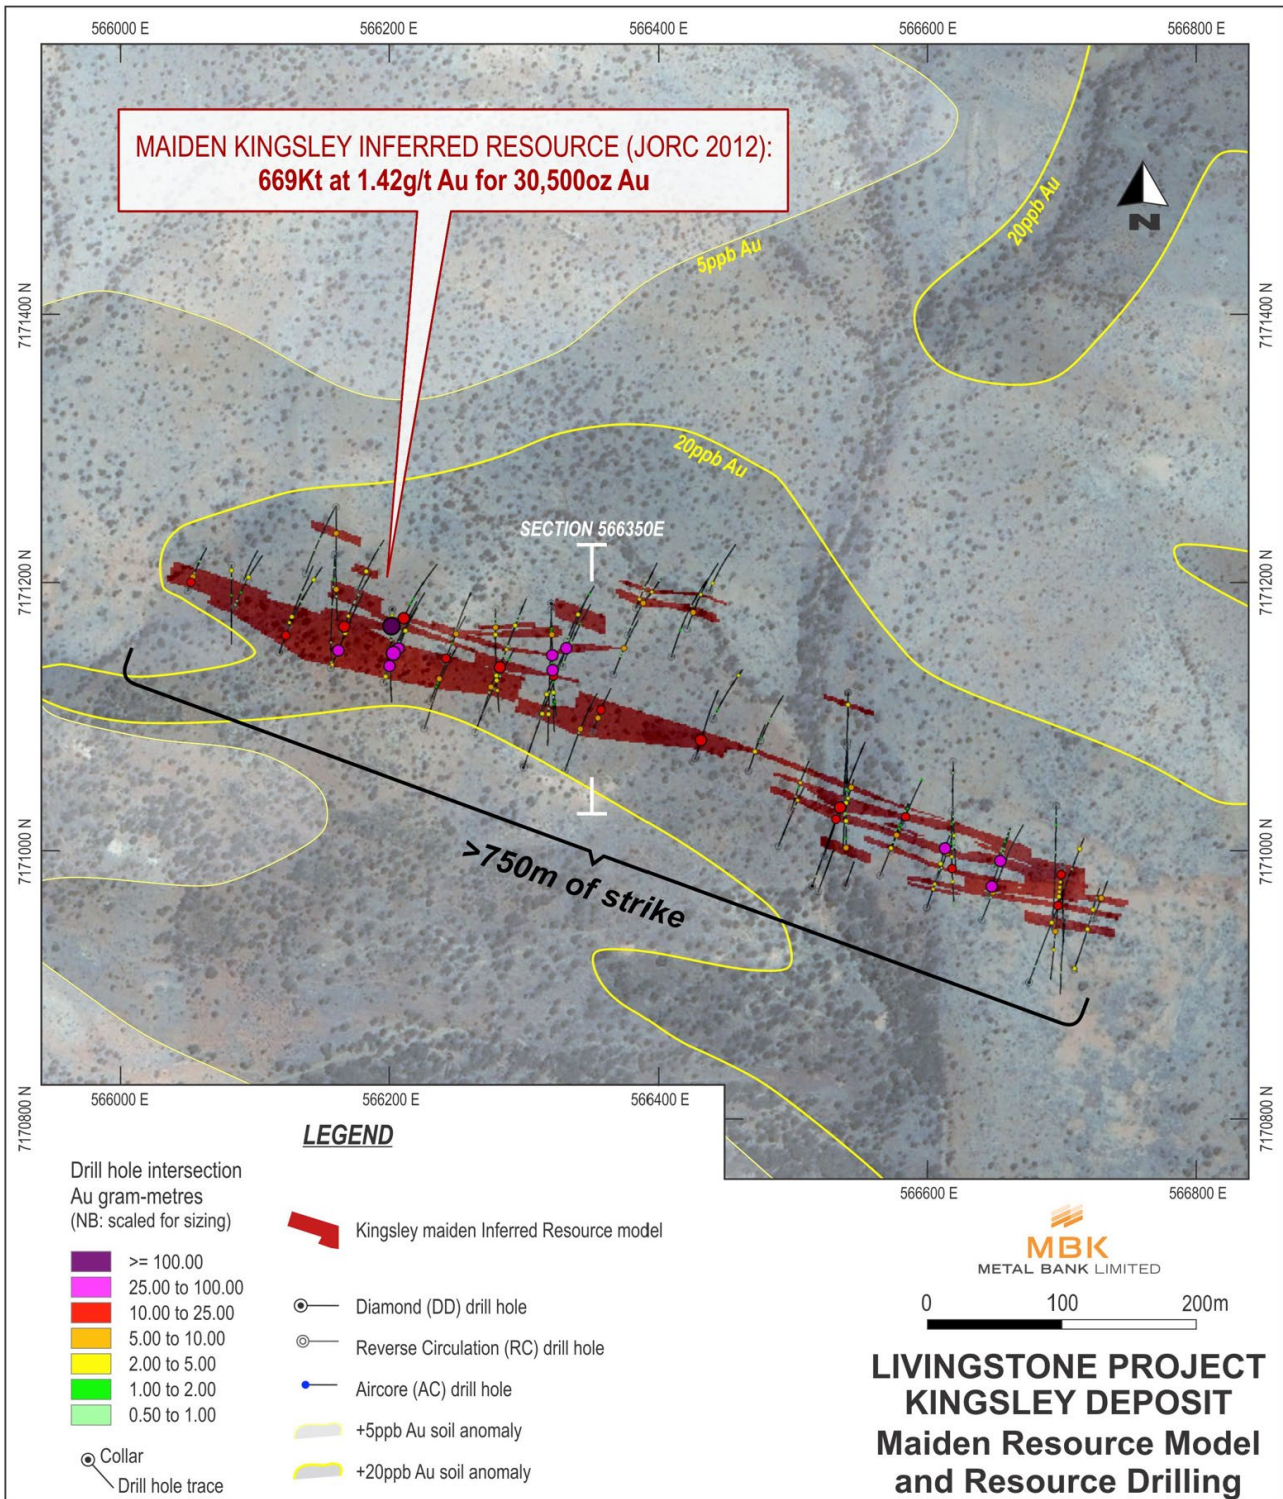 566000 E
566200 E
566400 E
566600 E
566800 E
MAIDEN KINGSLEY INFERRED RESOURCE (JORC 2012):
669Kt at 1.42g/t Au for 30,500oz Au
20ppb Au
N
5ppb Au
7171400 N
7171400 N
20ppb Au
SECTION 566350E
7171200 N
7171200 N
7171000 N
7171000 N
>750m of strike
7170800 N
7170800 N
566000 E
566200 E
566400 E
566600 E
566800 E
LEGEND
Drill hole intersection
Au gram-metres
(NB: scaled for sizing)
>= 100.00
25.00 to 100.00
10.00 to 25.00
5.00 to 10.00
2.00 to 5.00
1.00 to 2.00
0.50 to 1.00
Collar
Drill hole trace
Kingsley maiden Inferred Resource model
Diamond (DD) drill hole
Reverse Circulation (RC) drill hole
Aircore (AC) drill hole
+5ppb Au soil anomaly
+20ppb Au soil anomaly
MBK
METAL BANK LIMITED
0
100
200m
LIVINGSTONE PROJECT
KINGSLEY DEPOSIT
Maiden Resource Model
and Resource Drilling